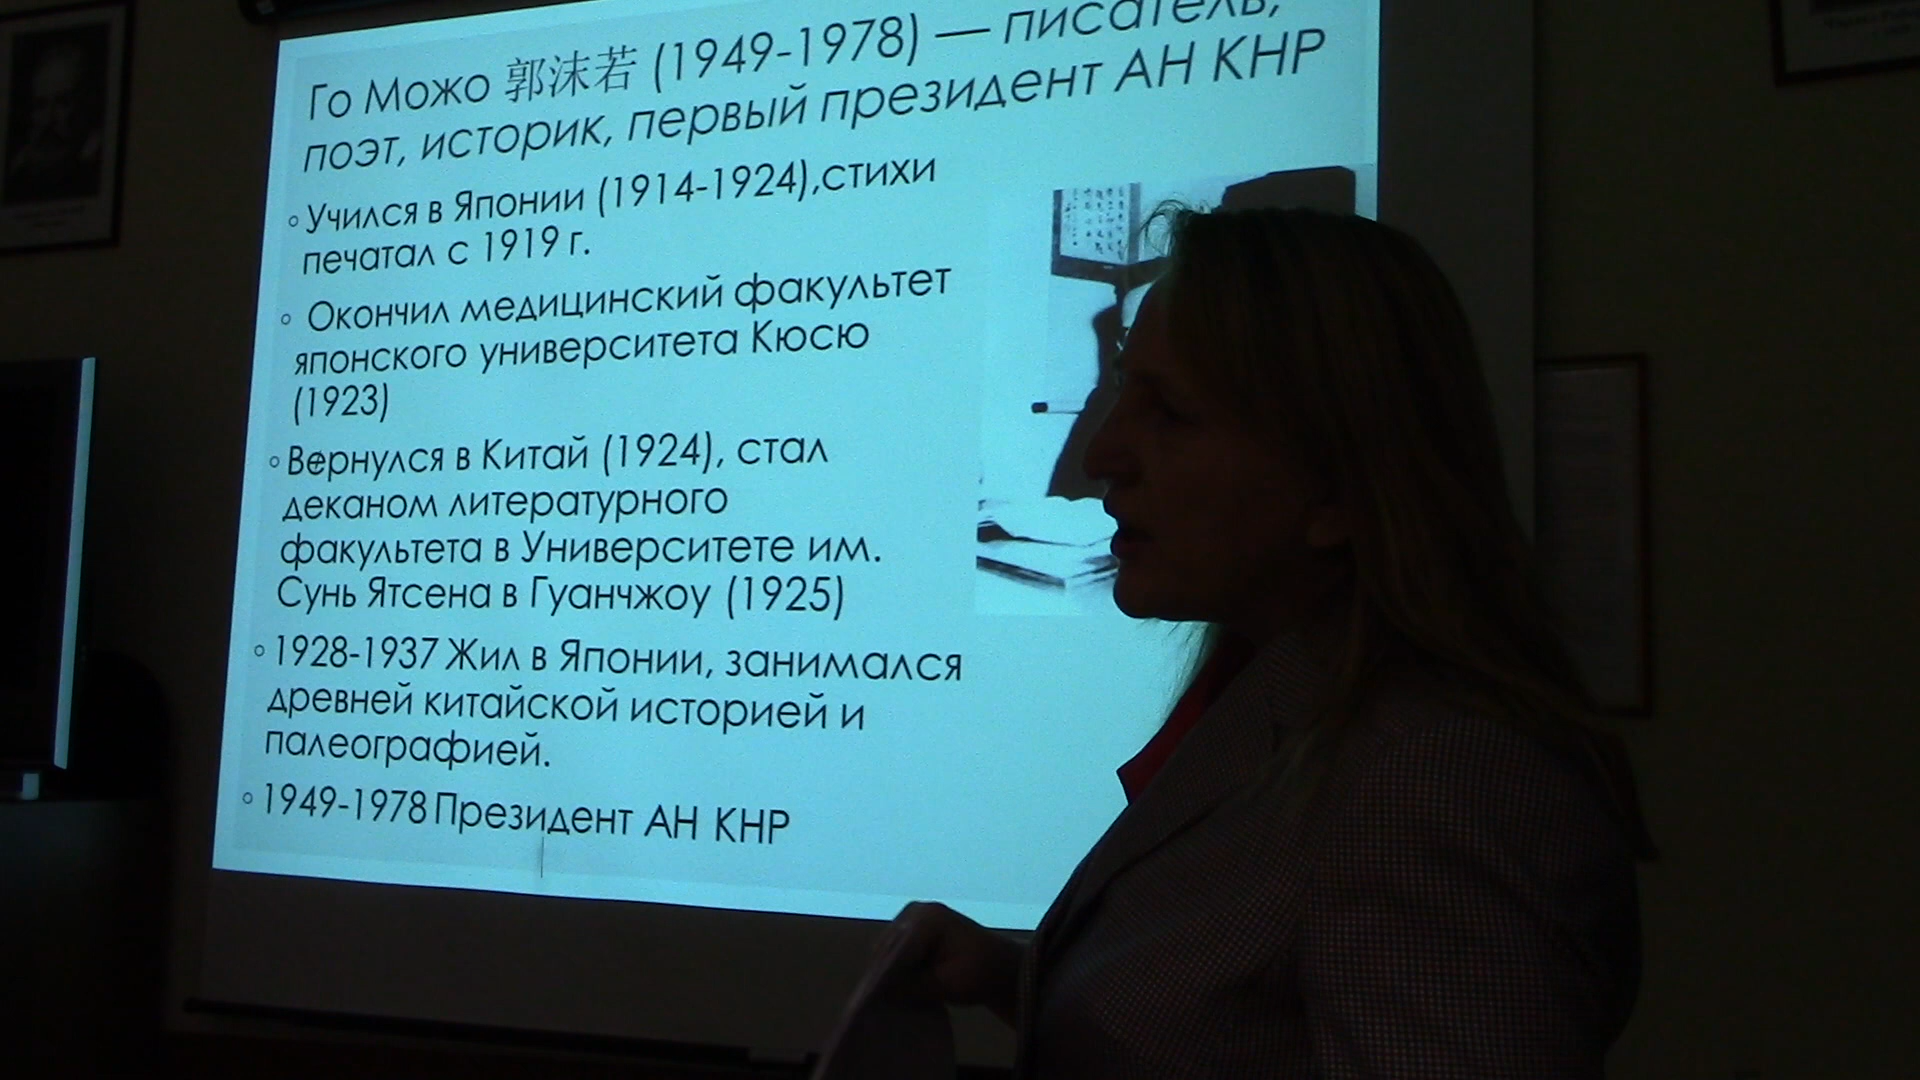 Го Можо 郭沫若 (1949-1978) — писатель,
поэт, историк, первый президент АН КНР
Учился в Японии (1914-1924),стихи
печатал с 1919 г.
Окончил медицинский факультет
японского университета Кюсю
(1923)
Вернулся в Китай (1924), стал
деканом литературного
факультета в Университете им.
Сунь Ятсена в Гуанчжоу (1925)
1928-1937 Жил в Японии, занимался
древней китайской историей и
палеографией.
1949-1978 Президент АН КНР